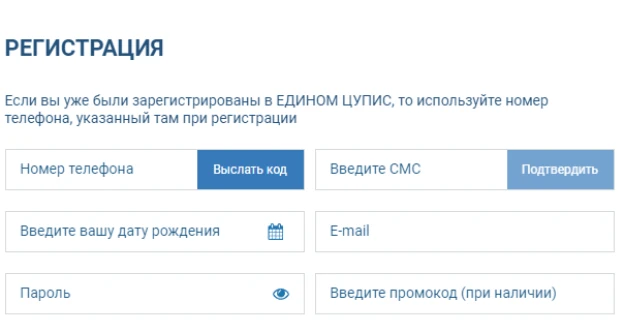 РЕГИСТРАЦИЯ
Если вы уже были зарегистрированы в ЕДИНОМ ЦУПИС, то используйте номер
телефона, указанный там при регистрации
Номер телефона
Выслать код
Введите СМС
Подтвердить
Введите вашу дату рождения
E-mail
Пароль
Введите промокод (при наличии)